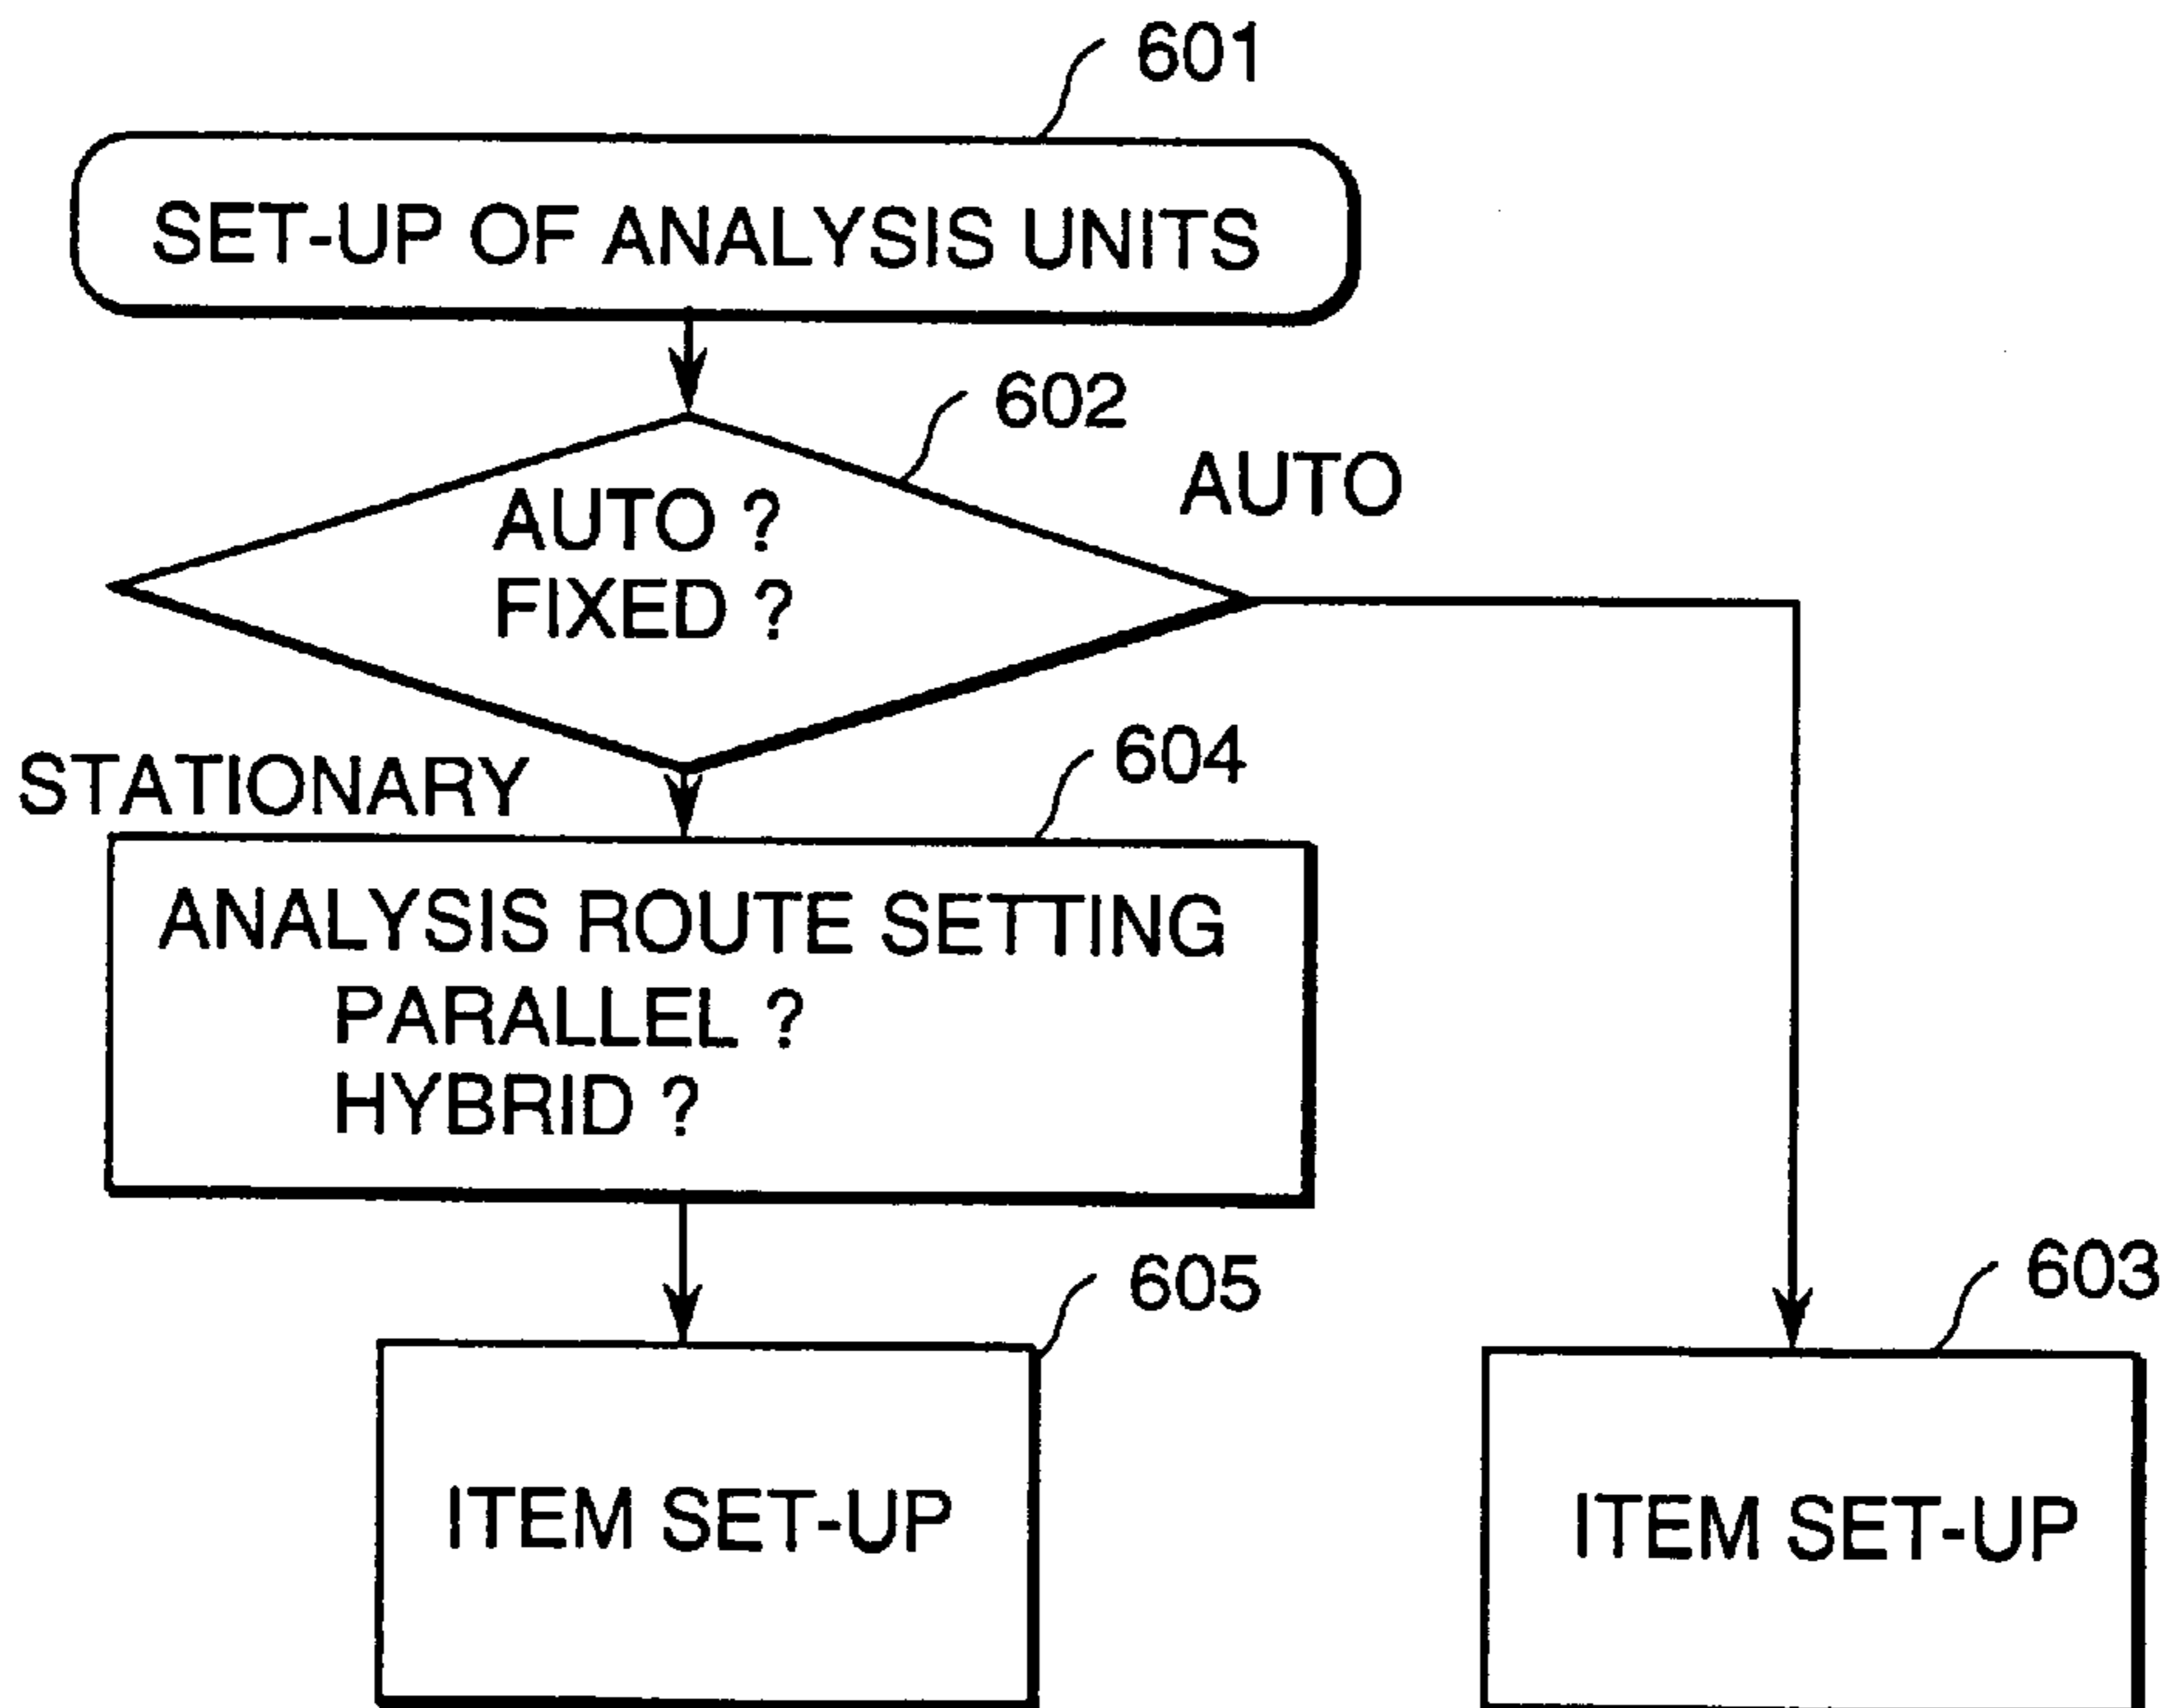 601
SET-UP OF ANALYSIS UNITS
602
AUTO
AUTO ?
FIXED ?
STATIONARY
604
ANALYSIS ROUTE SETTING
PARALLEL ?
HYBRID ?
605
603
ITEM SET-UP
ITEM SET-UP